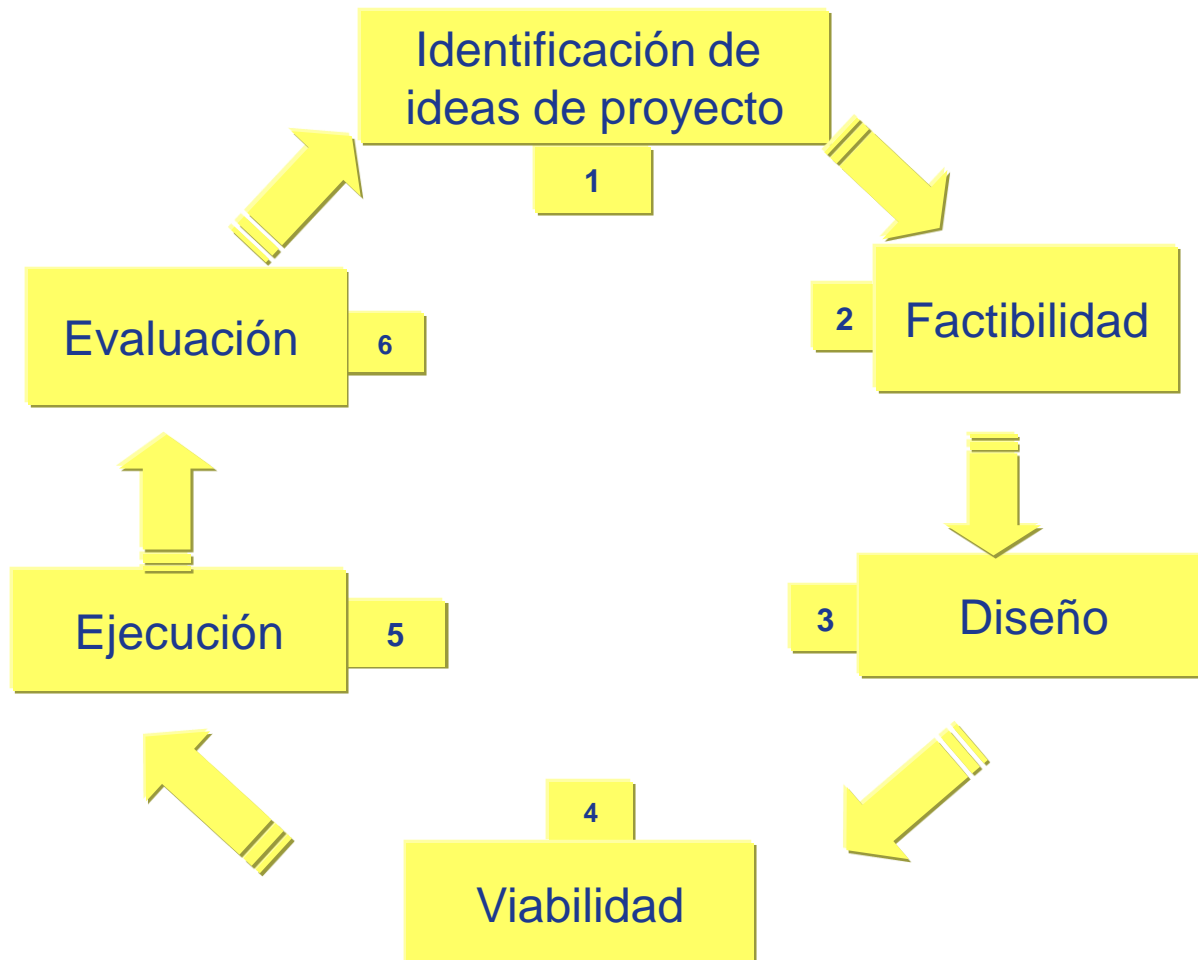 Identificación de
ideas de proyecto
1
2
Factibilidad
3
Diseño
4
Viabilidad
Ejecución
5
Evaluación
6